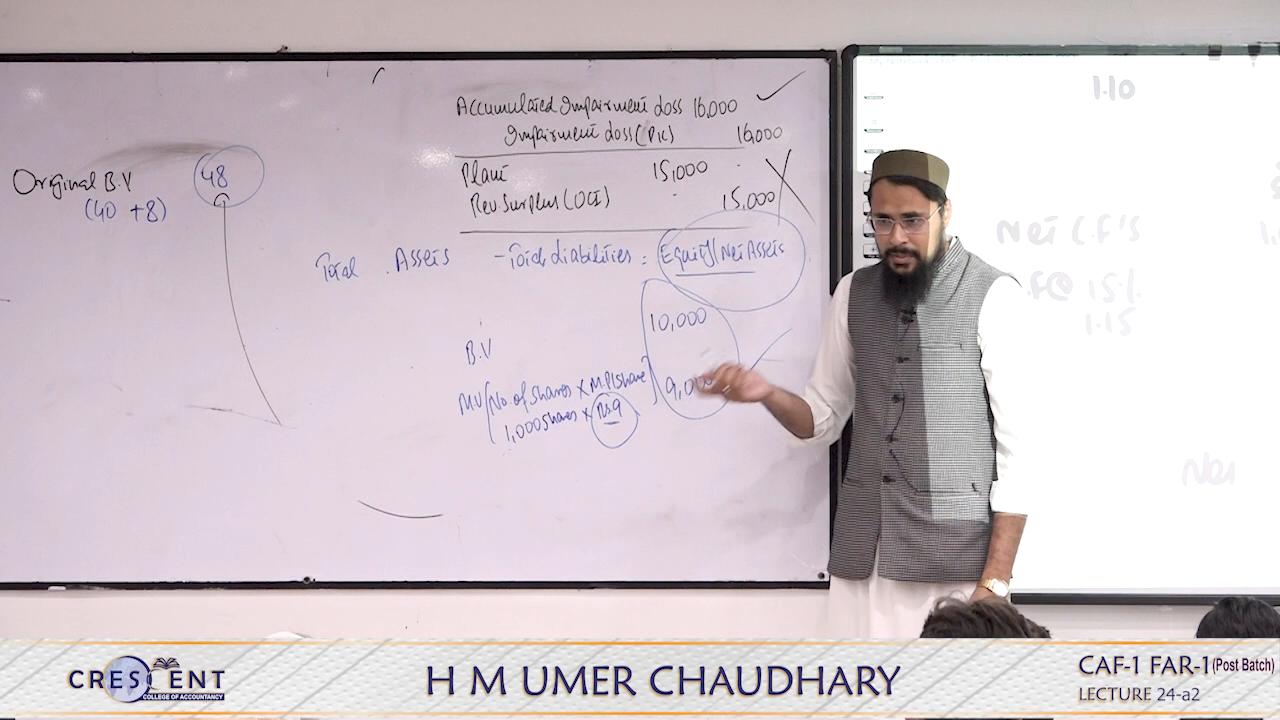 Accumulated Impairment Loss 16,000
Impairment Loss (P/L) 16,000
Plant 15,000
Rev Surplus (OCI) 15,000
Original B.V 48
(40 + 8)
Total Assets - Total Liabilities = Equity/Net Assets
10,000
B.V
MV No. of Shares × M.P/Share 9,000
1,000 Shares × Rs.9
1.10
Net C.F's
@ 15%
1.15
Net
CRESCENT
COLLEGE OF ACCOUNTANCY
H M UMER CHAUDHARY
CAF-1 FAR-1 (Post Batch)
LECTURE 24-a2